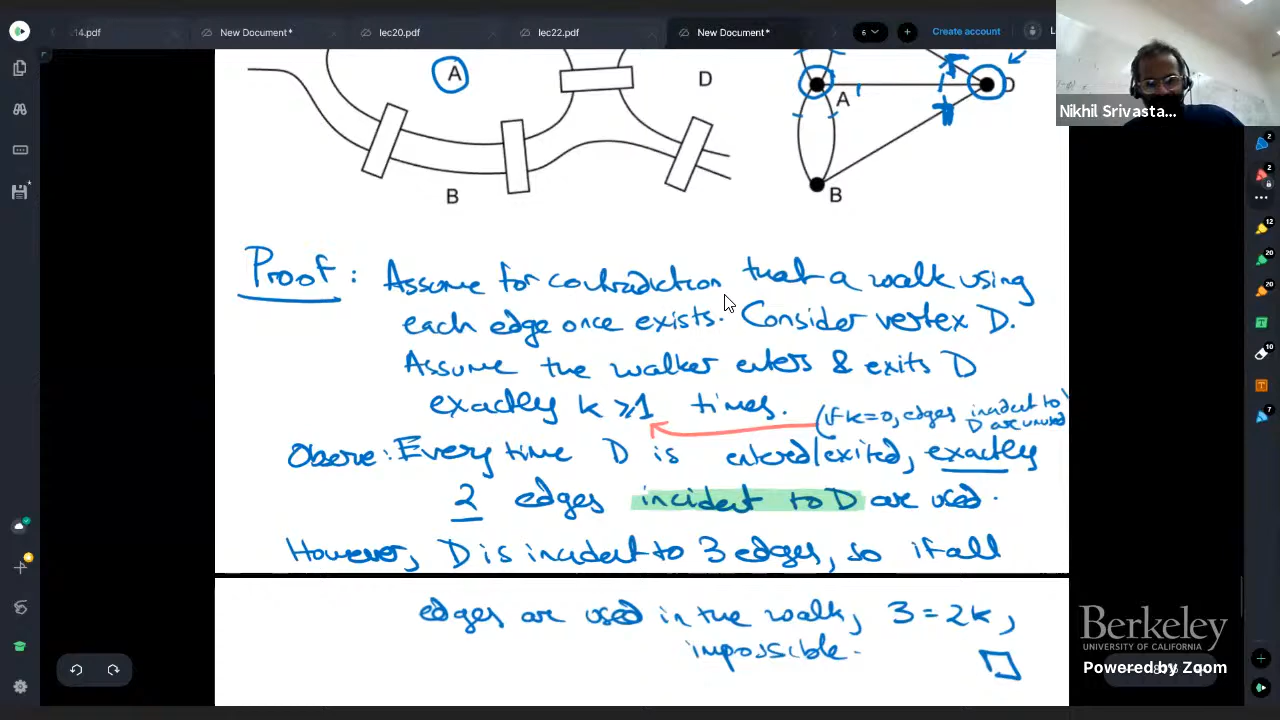 .14.pdf
New Document*
lec20.pdf
lec22.pdf
New Document*
6
Create account
A
D
B
A
D
B
Nikhil Srivasta...
Proof : Assume for contradiction that a walk using
each edge once exists. Consider vertex D.
Assume the walker enters & exits D
exactly k ≥ 1 times.
(if k=0, edges incident to
D are unused
Observe: Every time D is entered/exited, exactly
2 edges incident to D are used.
However, D is incident to 3 edges, so if all
edges are used in the walk, 3 = 2k,
impossible.
Berkeley
UNIVERSITY OF CALIFORNIA
Powered by Zoom